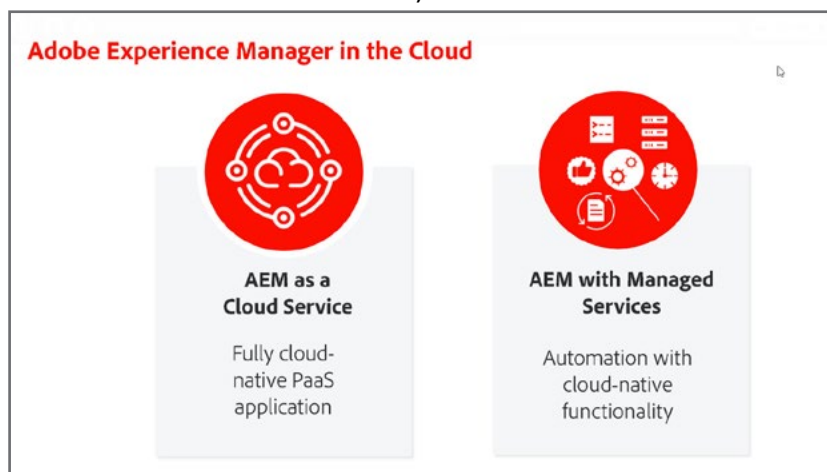 Adobe Experience Manager in the Cloud
AEM as a
Cloud Service
Fully cloud-
native PaaS
application
AEM with Managed
Services
Automation with
cloud-native
functionality